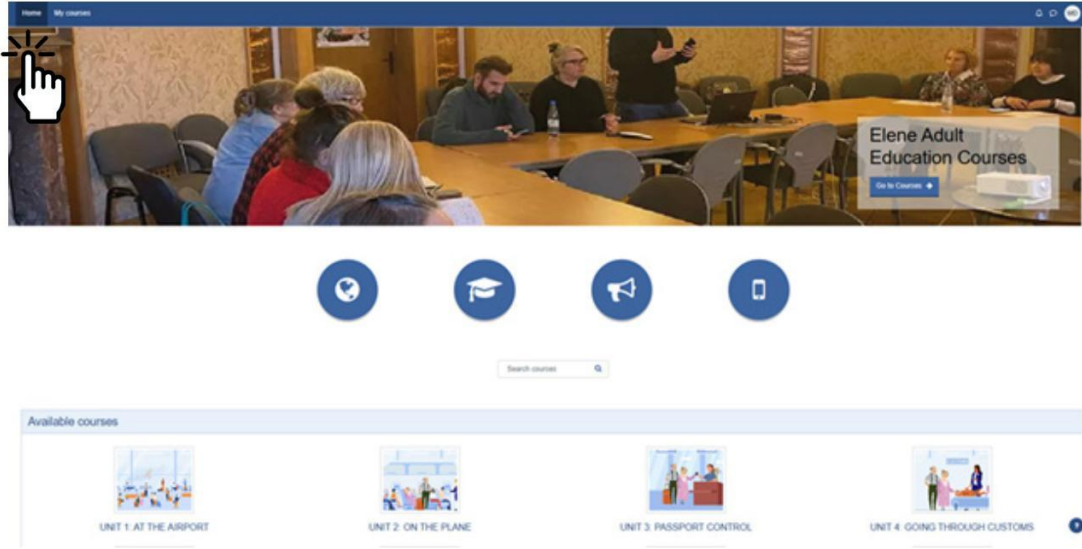 Home My courses
MD
Elene Adult
Education Courses
Go to Courses
Search courses
Available courses
UNIT 1: AT THE AIRPORT
UNIT 2: ON THE PLANE
UNIT 3: PASSPORT CONTROL
UNIT 4: GOING THROUGH CUSTOMS
?